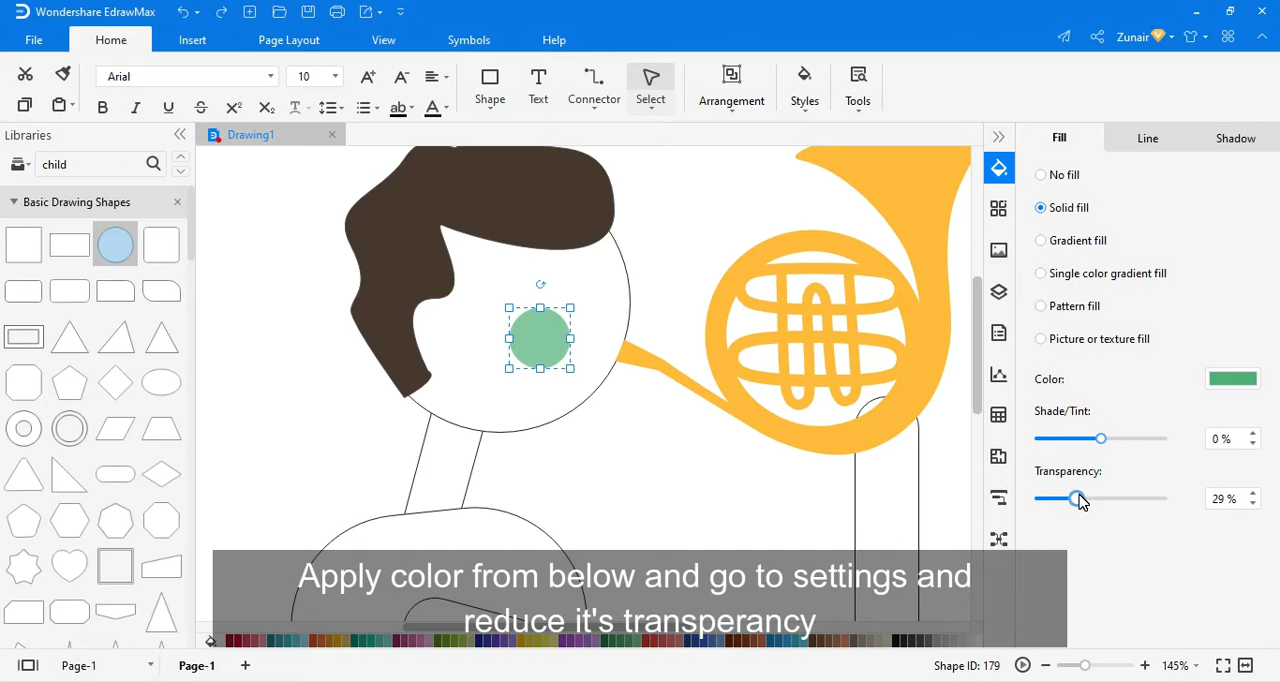 Wondershare EdrawMax
File Home Insert Page Layout View Symbols Help Zunair
Arial 10 Shape Text Connector Select Arrangement Styles Tools
Libraries Drawing1 Fill Line Shadow
child
Basic Drawing Shapes
No fill
Solid fill
Gradient fill
Single color gradient fill
Pattern fill
Picture or texture fill
Color:
Shade/Tint:
0 %
Transparency:
29 %
Apply color from below and go to settings and
reduce it's transperancy
Page-1 Page-1 + Shape ID: 179 145%